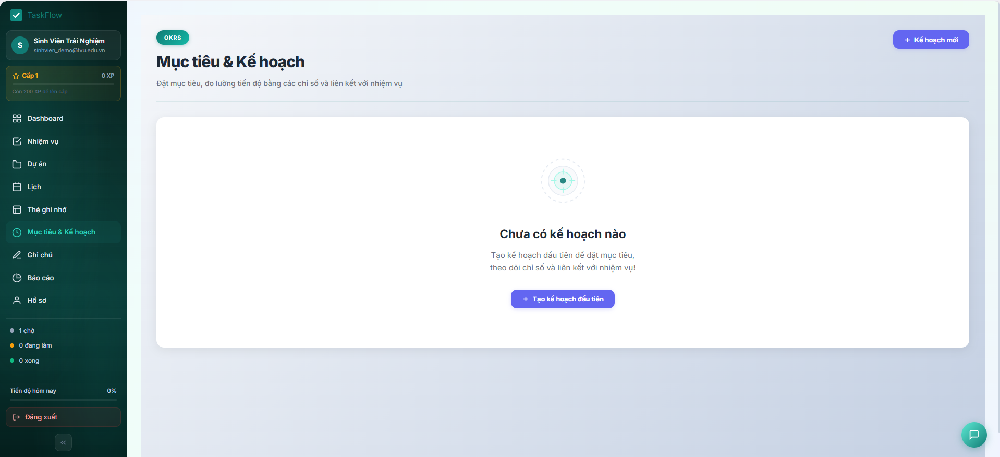 TaskFlow
S
Sinh Viên Trải Nghiệm
sinhvien_demo@tvu.edu.vn
Cấp 1
0 XP
Còn 200 XP để lên cấp
Dashboard
Nhiệm vụ
Dự án
Lịch
Thẻ ghi nhớ
Mục tiêu & Kế hoạch
Ghi chú
Báo cáo
Hồ sơ
1 chờ
0 đang làm
0 xong
Tiến độ hôm nay
0%
Đăng xuất
OKRS
Mục tiêu & Kế hoạch
Đặt mục tiêu, đo lường tiến độ bằng các chỉ số và liên kết với nhiệm vụ
+ Kế hoạch mới
Chưa có kế hoạch nào
Tạo kế hoạch đầu tiên để đặt mục tiêu,
theo dõi chỉ số và liên kết với nhiệm vụ!
+ Tạo kế hoạch đầu tiên